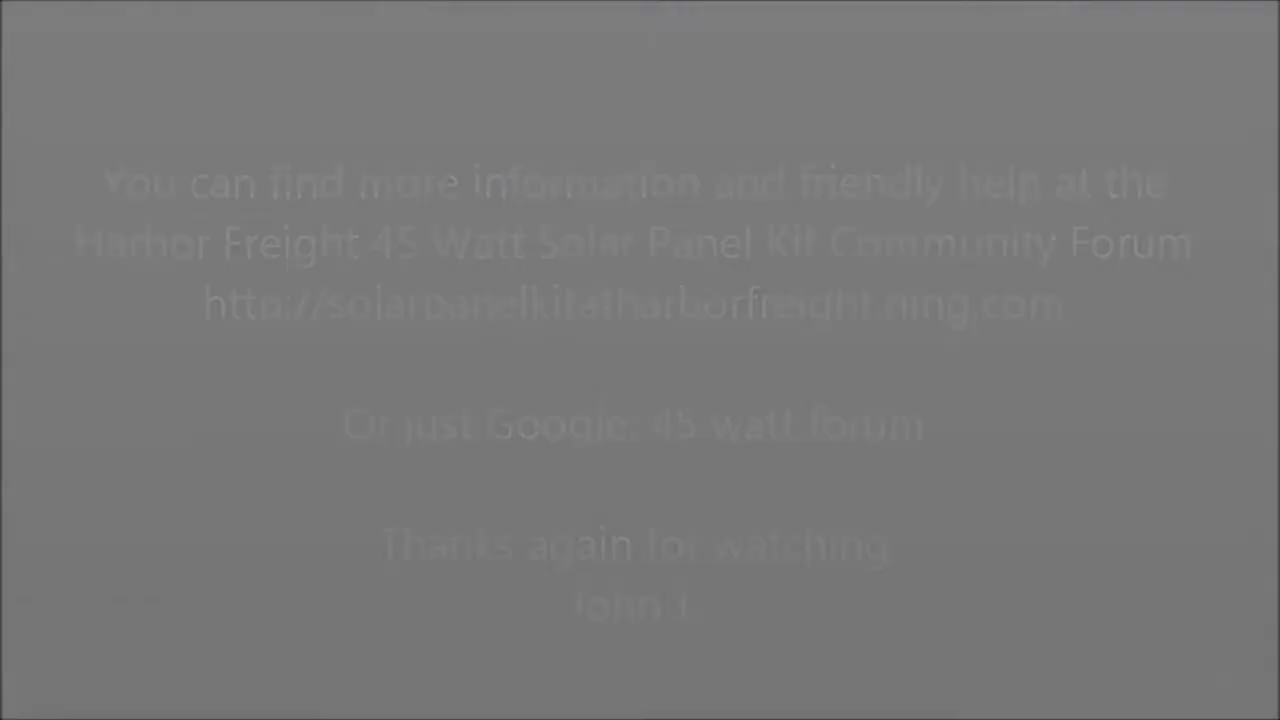 You can find more information and friendly help at the
Harbor Freight 45 Watt Solar Panel Kit Community Forum
http://solarpanelkitatharborfreight.ning.com
Or just Google: 45 watt forum
Thanks again for watching
John